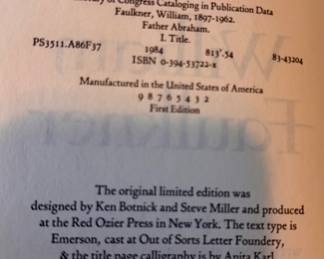 ry of Congress Cataloging in Publication Data
Faulkner, William, 1897-1962.
Father Abraham.
I. Title.
PS3511.A86F37 1984 813'.54 83-43204
ISBN 0-394-53722-x
Manufactured in the United States of America
9 8 7 6 5 4 3 2
First Edition
The original limited edition was
designed by Ken Botnick and Steve Miller and produced
at the Red Ozier Press in New York. The text type is
Emerson, cast at Out of Sorts Letter Foundery,
& the title page calligraphy is by Anita Karl